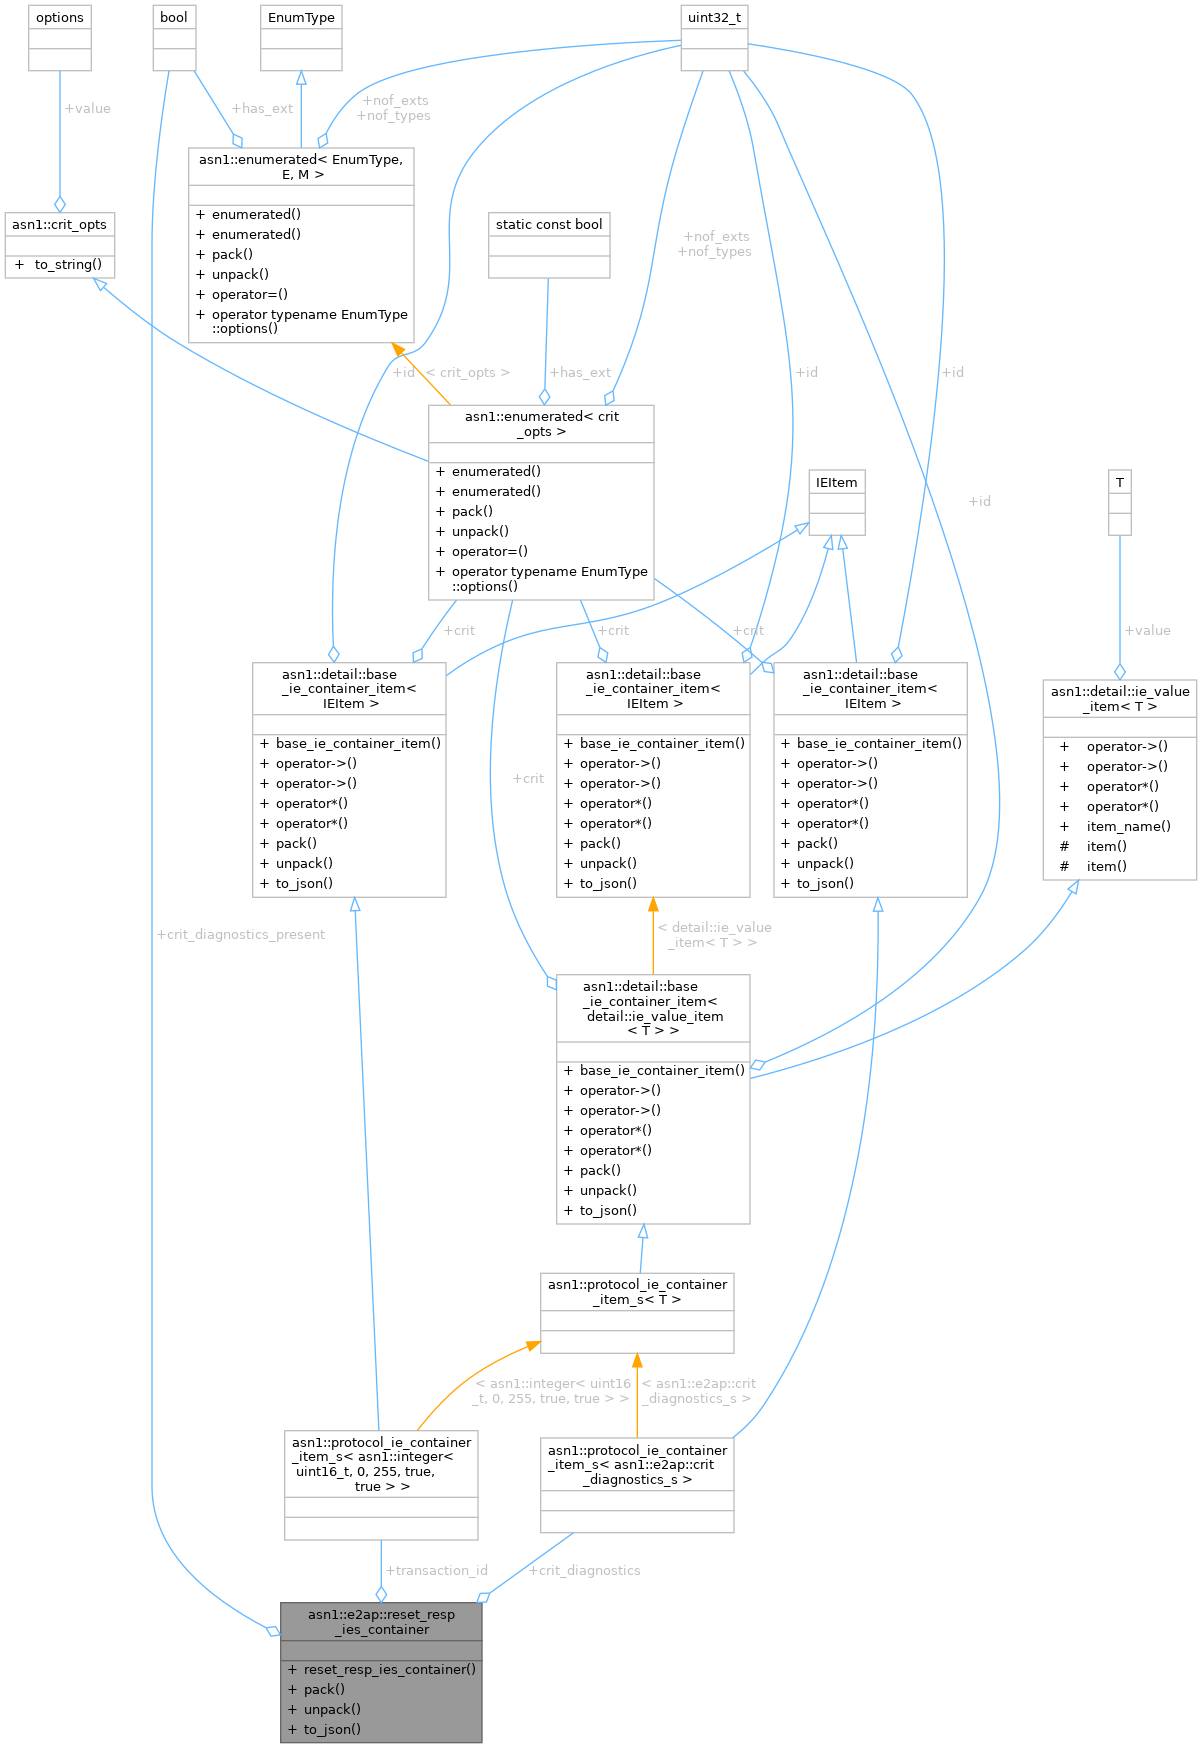 options
bool
EnumType
uint32_t
+value
+has_ext
+nof_exts
+nof_types
asn1::enumerated< EnumType,
E, M >
+ enumerated()
+ enumerated()
+ pack()
+ unpack()
+ operator=()
+ operator typename EnumType
::options()
asn1::crit_opts
+ to_string()
static const bool
+nof_exts
+nof_types
+id
< crit_opts >
+has_ext
+id
+id
asn1::enumerated< crit
_opts >
+ enumerated()
+ enumerated()
+ pack()
+ unpack()
+ operator=()
+ operator typename EnumType
::options()
IEItem
T
+id
+crit
+crit
+crit
+value
asn1::detail::base
_ie_container_item<
IEItem >
+ base_ie_container_item()
+ operator->()
+ operator->()
+ operator*()
+ operator*()
+ pack()
+ unpack()
+ to_json()
asn1::detail::base
_ie_container_item<
IEItem >
+ base_ie_container_item()
+ operator->()
+ operator->()
+ operator*()
+ operator*()
+ pack()
+ unpack()
+ to_json()
asn1::detail::base
_ie_container_item<
IEItem >
+ base_ie_container_item()
+ operator->()
+ operator->()
+ operator*()
+ operator*()
+ pack()
+ unpack()
+ to_json()
asn1::detail::ie_value
_item< T >
+ operator->()
+ operator->()
+ operator*()
+ operator*()
+ item_name()
# item()
# item()
+crit
+crit_diagnostics_present
< detail::ie_value
_item< T > >
asn1::detail::base
_ie_container_item<
detail::ie_value_item
< T > >
+ base_ie_container_item()
+ operator->()
+ operator->()
+ operator*()
+ operator*()
+ pack()
+ unpack()
+ to_json()
asn1::protocol_ie_container
_item_s< T >
< asn1::integer< uint16
_t, 0, 255, true, true > >
< asn1::e2ap::crit
_diagnostics_s >
asn1::protocol_ie_container
_item_s< asn1::integer<
uint16_t, 0, 255, true,
true > >
asn1::protocol_ie_container
_item_s< asn1::e2ap::crit
_diagnostics_s >
+transaction_id
+crit_diagnostics
asn1::e2ap::reset_resp
_ies_container
+ reset_resp_ies_container()
+ pack()
+ unpack()
+ to_json()